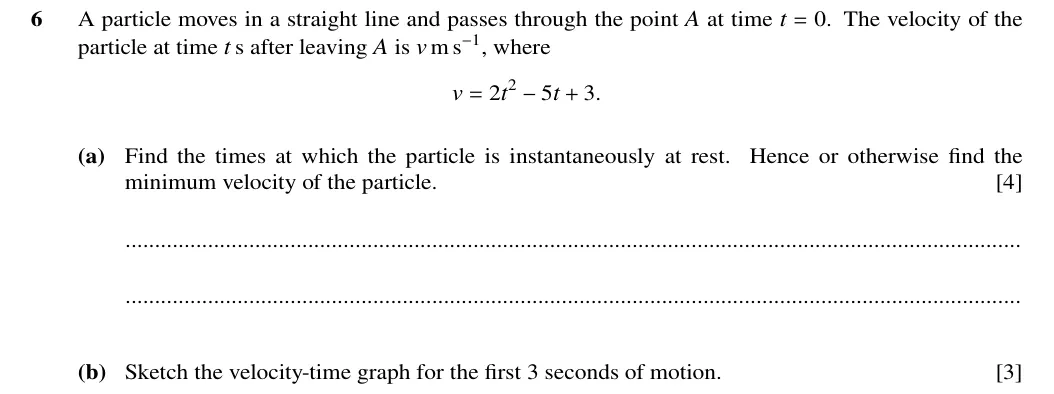 6 A particle moves in a straight line and passes through the point A at time t = 0. The velocity of the
particle at time t s after leaving A is v m s⁻¹, where
v = 2t² − 5t + 3.
(a) Find the times at which the particle is instantaneously at rest. Hence or otherwise find the
minimum velocity of the particle. [4]
(b) Sketch the velocity-time graph for the first 3 seconds of motion. [3]